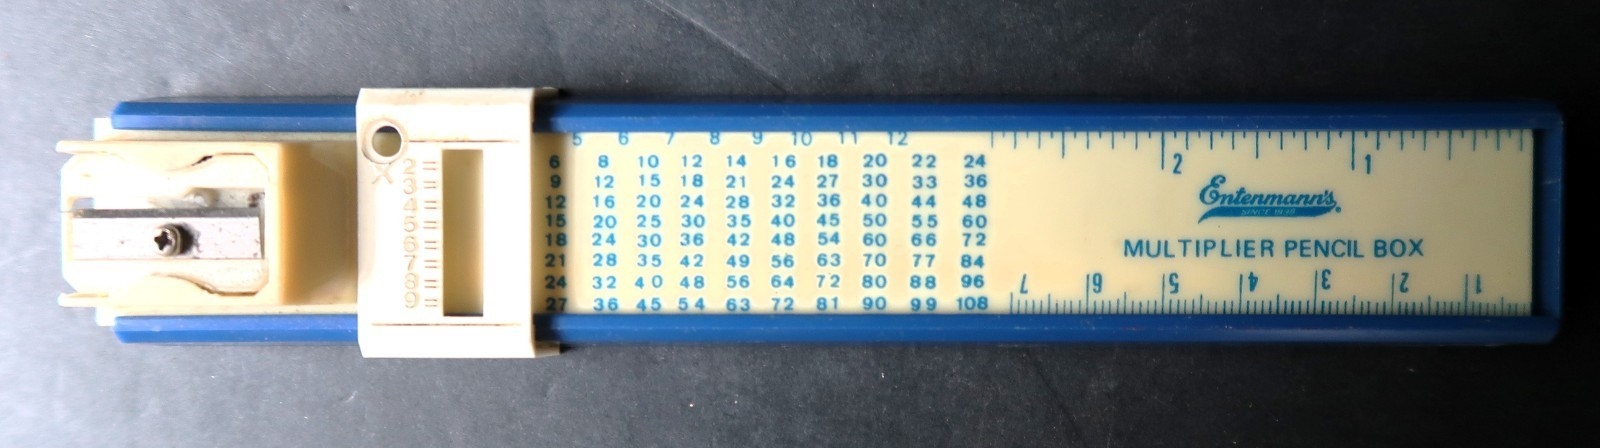 5 6 7 8 9 10 11 12
X
2 =
3 =
4 =
5 =
6 =
7 =
8 =
9 =
6 8 10 12 14 16 18 20 22 24
9 12 15 18 21 24 27 30 33 36
12 16 20 24 28 32 36 40 44 48
15 20 25 30 35 40 45 50 55 60
18 24 30 36 42 48 54 60 66 72
21 28 35 42 49 56 63 70 77 84
24 32 40 48 56 64 72 80 88 96
27 36 45 54 63 72 81 90 99 108
2 1
Entenmann's
SINCE 1898
MULTIPLIER PENCIL BOX
7 6 5 4 3 2 1